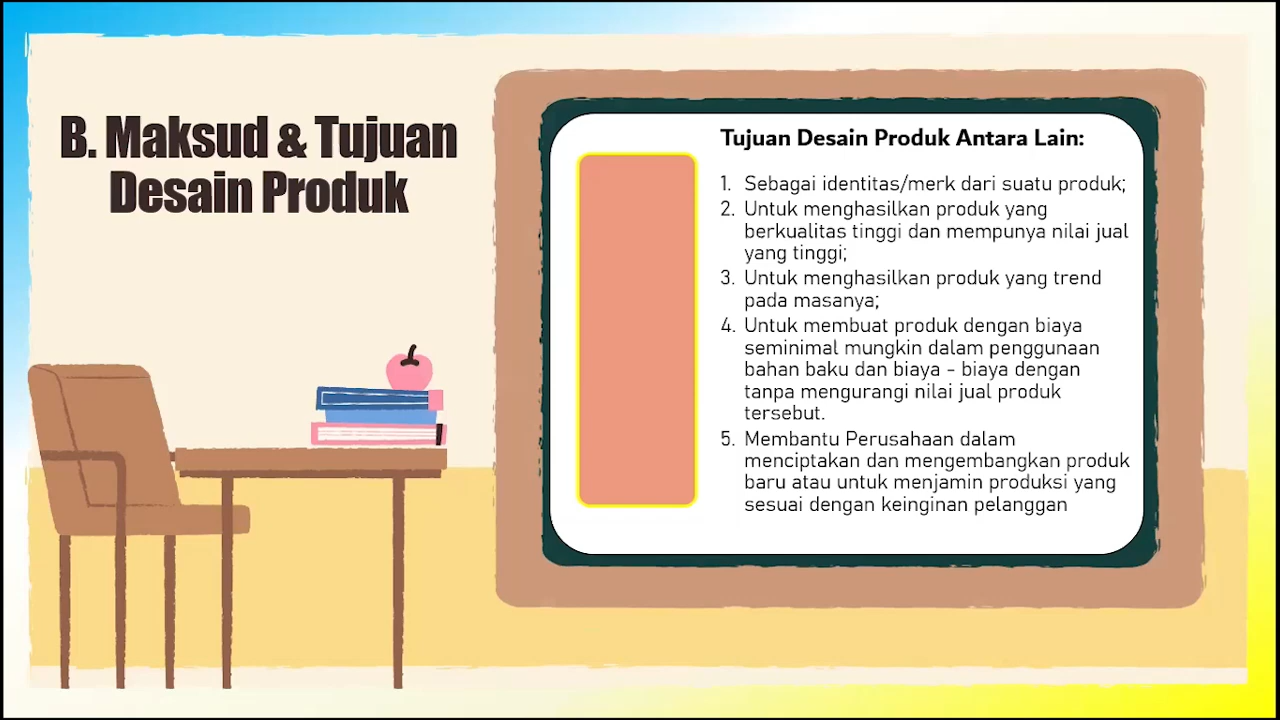 B. Maksud & Tujuan
Desain Produk
Tujuan Desain Produk Antara Lain:
1. Sebagai identitas/merk dari suatu produk;
2. Untuk menghasilkan produk yang
berkualitas tinggi dan mempunya nilai jual
yang tinggi;
3. Untuk menghasilkan produk yang trend
pada masanya;
4. Untuk membuat produk dengan biaya
seminimal mungkin dalam penggunaan
bahan baku dan biaya - biaya dengan
tanpa mengurangi nilai jual produk
tersebut.
5. Membantu Perusahaan dalam
menciptakan dan mengembangkan produk
baru atau untuk menjamin produksi yang
sesuai dengan keinginan pelanggan